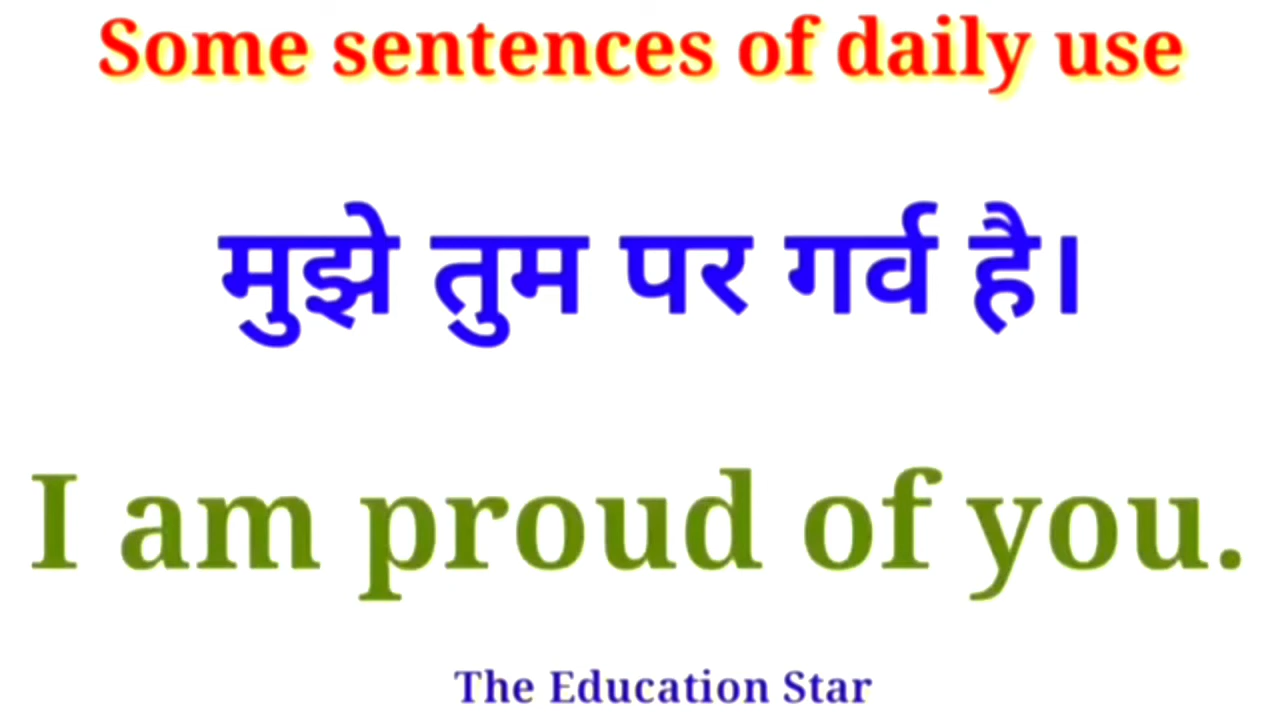 Some sentences of daily use
मुझे तुम पर गर्व है।
I am proud of you.
The Education Star